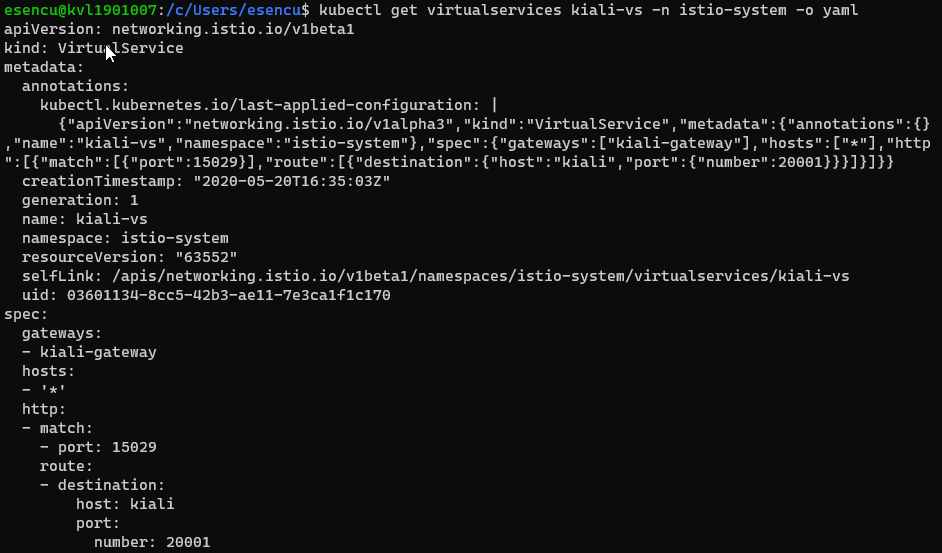 esencu@kvl1901007:/c/Users/esencu$ kubectl get virtualservices kiali-vs -n istio-system -o yaml
apiVersion: networking.istio.io/v1beta1
kind: VirtualService
metadata:
  annotations:
    kubectl.kubernetes.io/last-applied-configuration: |
      {"apiVersion":"networking.istio.io/v1alpha3","kind":"VirtualService","metadata":{"annotations":{}
,"name":"kiali-vs","namespace":"istio-system"},"spec":{"gateways":["kiali-gateway"],"hosts":["*"],"http
":[{"match":[{"port":15029}],"route":[{"destination":{"host":"kiali","port":{"number":20001}}}]}]}}
  creationTimestamp: "2020-05-20T16:35:03Z"
  generation: 1
  name: kiali-vs
  namespace: istio-system
  resourceVersion: "63552"
  selfLink: /apis/networking.istio.io/v1beta1/namespaces/istio-system/virtualservices/kiali-vs
  uid: 03601134-8cc5-42b3-ae11-7e3ca1f1c170
spec:
  gateways:
  - kiali-gateway
  hosts:
  - '*'
  http:
  - match:
    - port: 15029
    route:
    - destination:
        host: kiali
        port:
          number: 20001